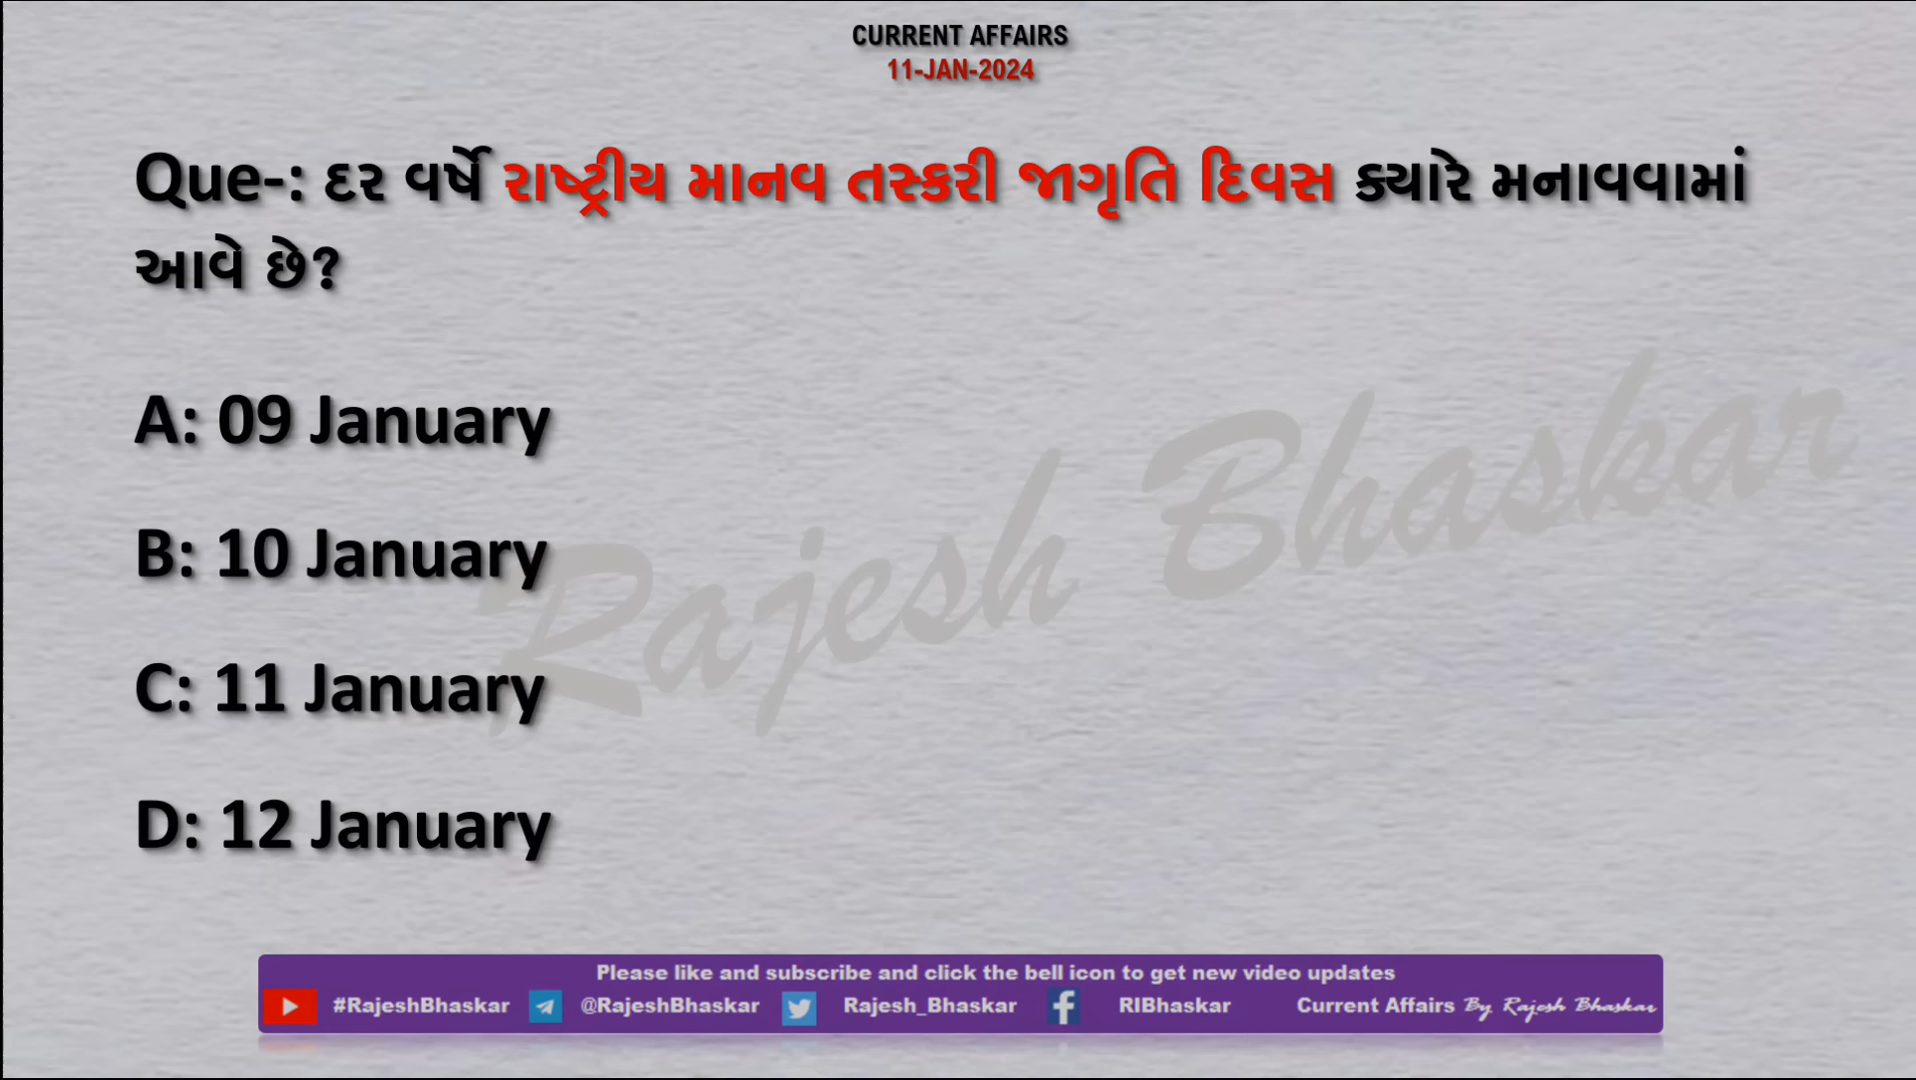 CURRENT AFFAIRS
11-JAN-2024
Que-: દર વર્ષે રાષ્ટ્રીય માનવ તસ્કરી જાગૃતિ દિવસ ક્યારે મનાવવામાં
આવે છે?
A: 09 January
B: 10 January
C: 11 January
D: 12 January
Rajesh Bhaskar
Please like and subscribe and click the bell icon to get new video updates
#RajeshBhaskar @RajeshBhaskar Rajesh_Bhaskar RIBhaskar Current Affairs By Rajesh Bhaskar